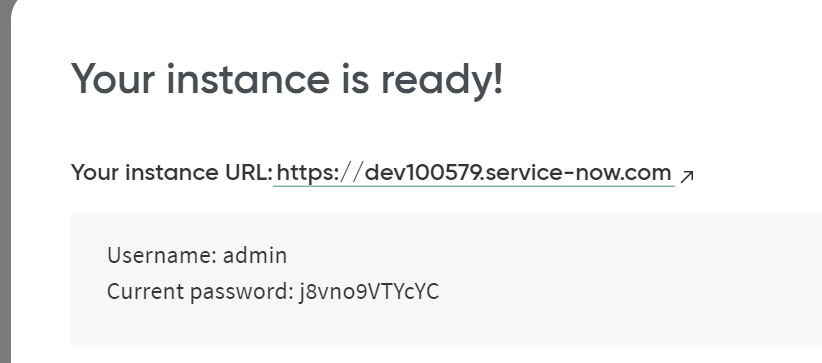 Your instance is ready!
Your instance URL: https://dev100579.service-now.com ↗
Username: admin
Current password: j8vno9VTYcYC